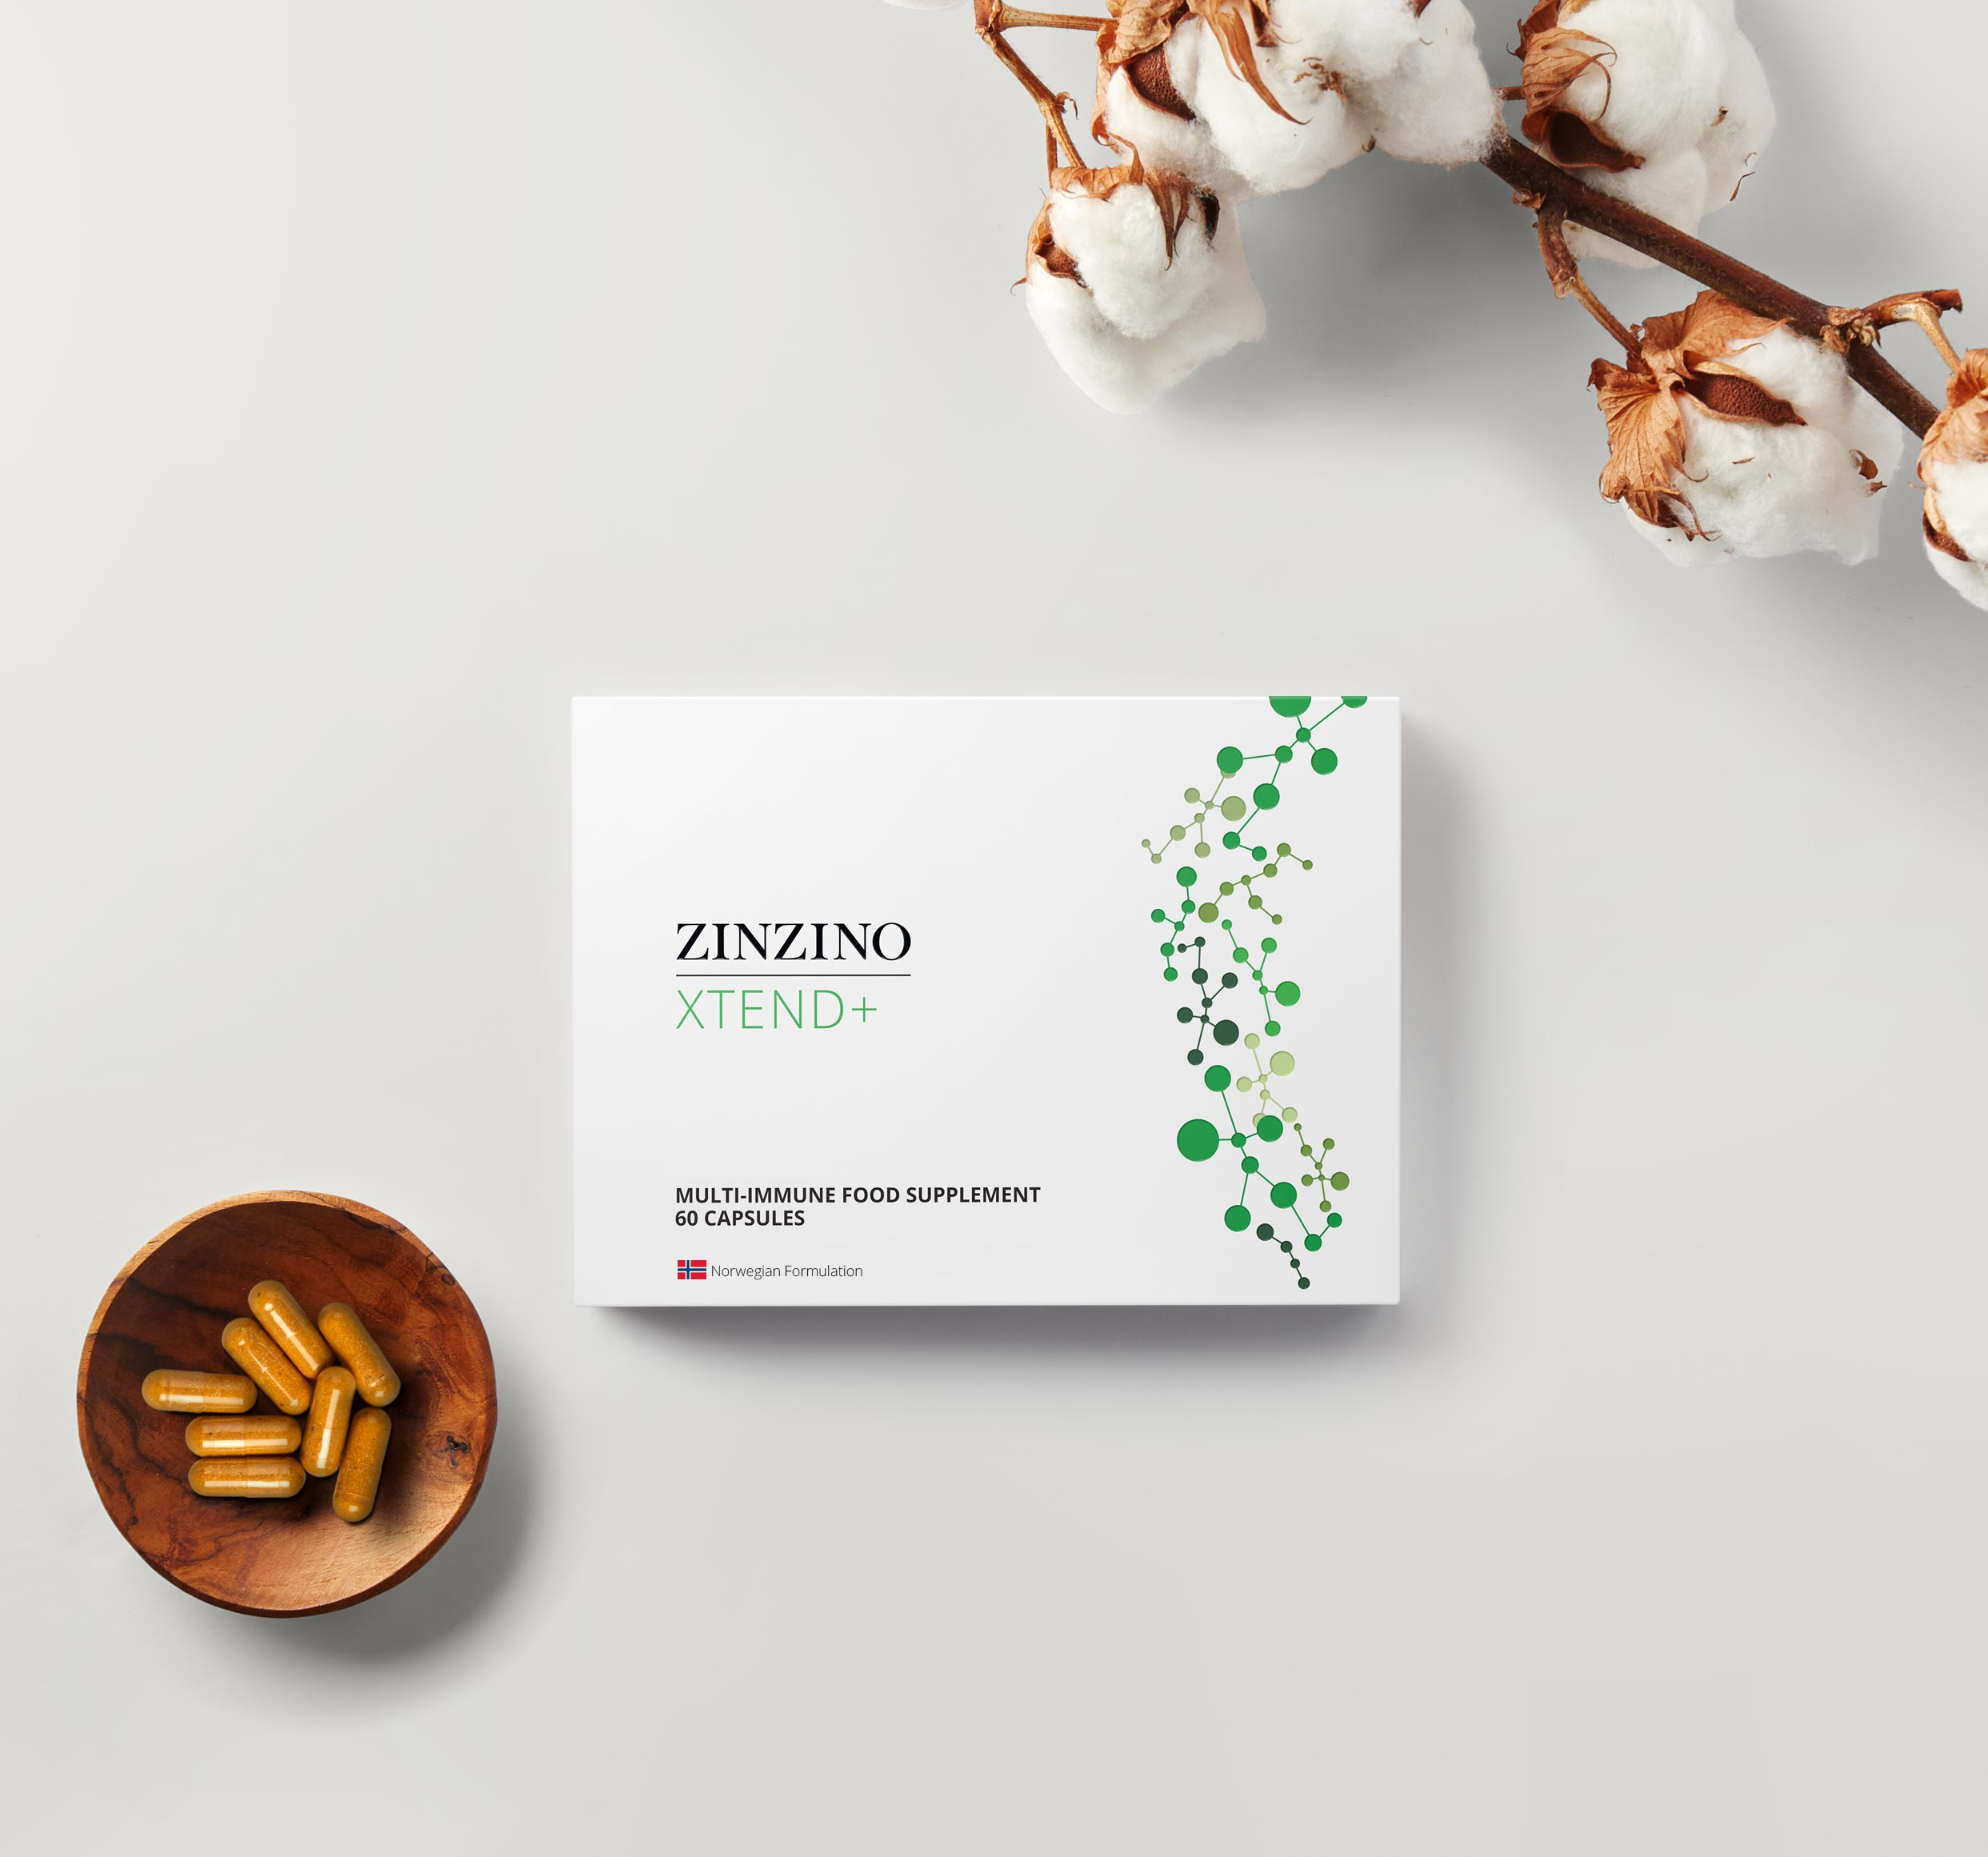 ZINZINO
XTEND+
MULTI-IMMUNE FOOD SUPPLEMENT
60 CAPSULES
Norwegian Formulation